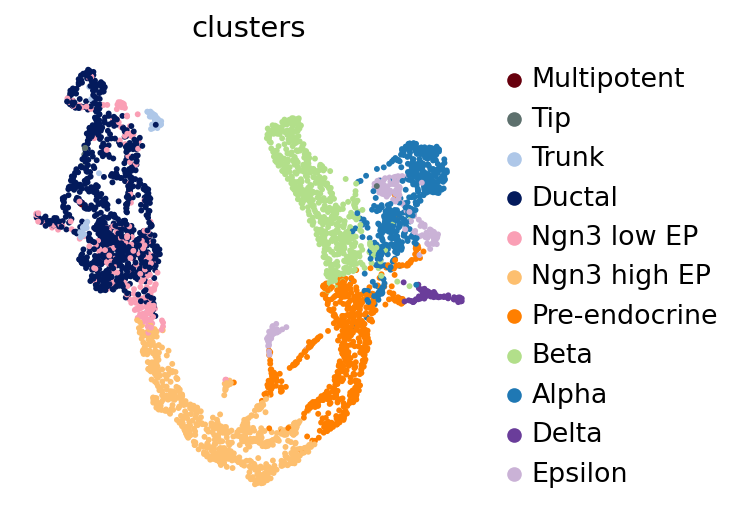 clusters
Multipotent
Tip
Trunk
Ductal
Ngn3 low EP
Ngn3 high EP
Pre-endocrine
Beta
Alpha
Delta
Epsilon